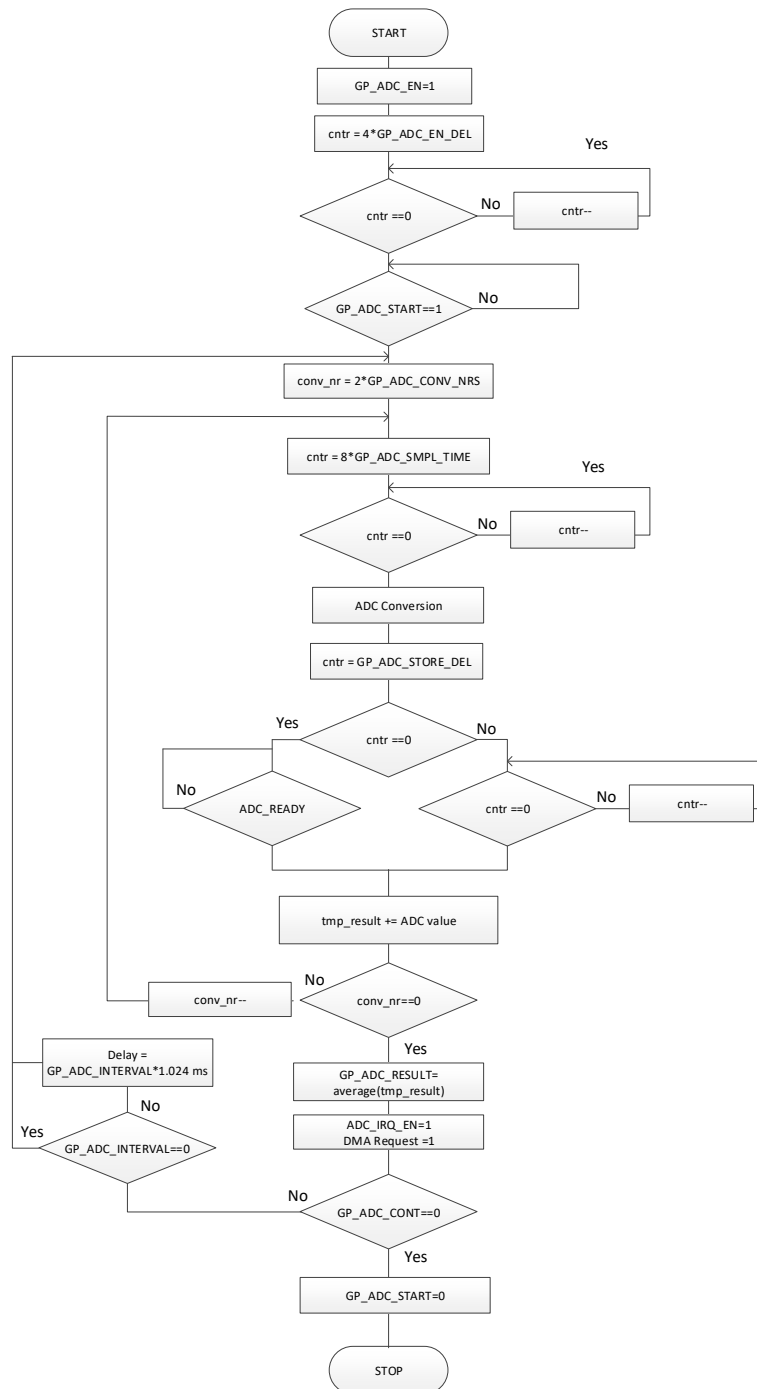 START
GP_ADC_EN=1
cntr = 4*GP_ADC_EN_DEL
Yes
cntr ==0
No
cntr--
GP_ADC_START==1
No
conv_nr = 2*GP_ADC_CONV_NRS
cntr = 8*GP_ADC_SMPL_TIME
Yes
cntr ==0
No
cntr--
ADC Conversion
cntr = GP_ADC_STORE_DEL
Yes
cntr ==0
No
No
ADC_READY
cntr ==0
No
cntr--
tmp_result += ADC value
conv_nr--
No
conv_nr==0
Yes
Delay =
GP_ADC_INTERVAL*1.024 ms
GP_ADC_RESULT=
average(tmp_result)
No
Yes
GP_ADC_INTERVAL==0
ADC_IRQ_EN=1
DMA Request =1
No
GP_ADC_CONT==0
Yes
GP_ADC_START=0
STOP